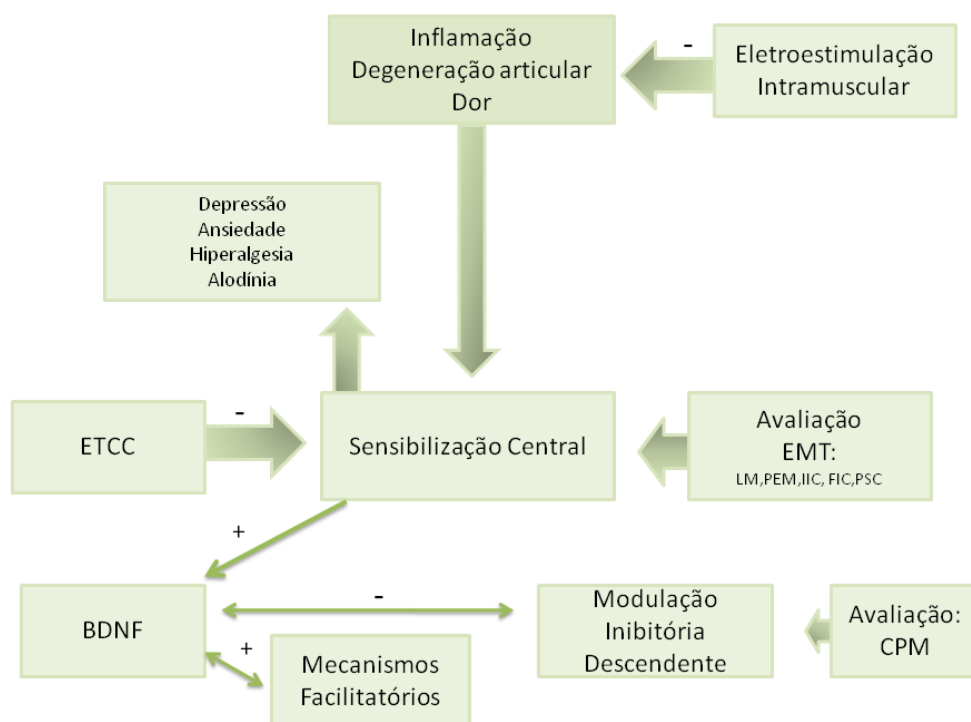 Inflamação
Degeneração articular
Dor
-
Eletroestimulação
Intramuscular
Depressão
Ansiedade
Hiperalgesia
Alodínia
ETCC
-
Sensibilização Central
Avaliação
EMT:
LM,PEM,IIC, FIC,PSC
+
BDNF
-
+
Mecanismos
Facilitatórios
Modulação
Inibitória
Descendente
Avaliação:
CPM